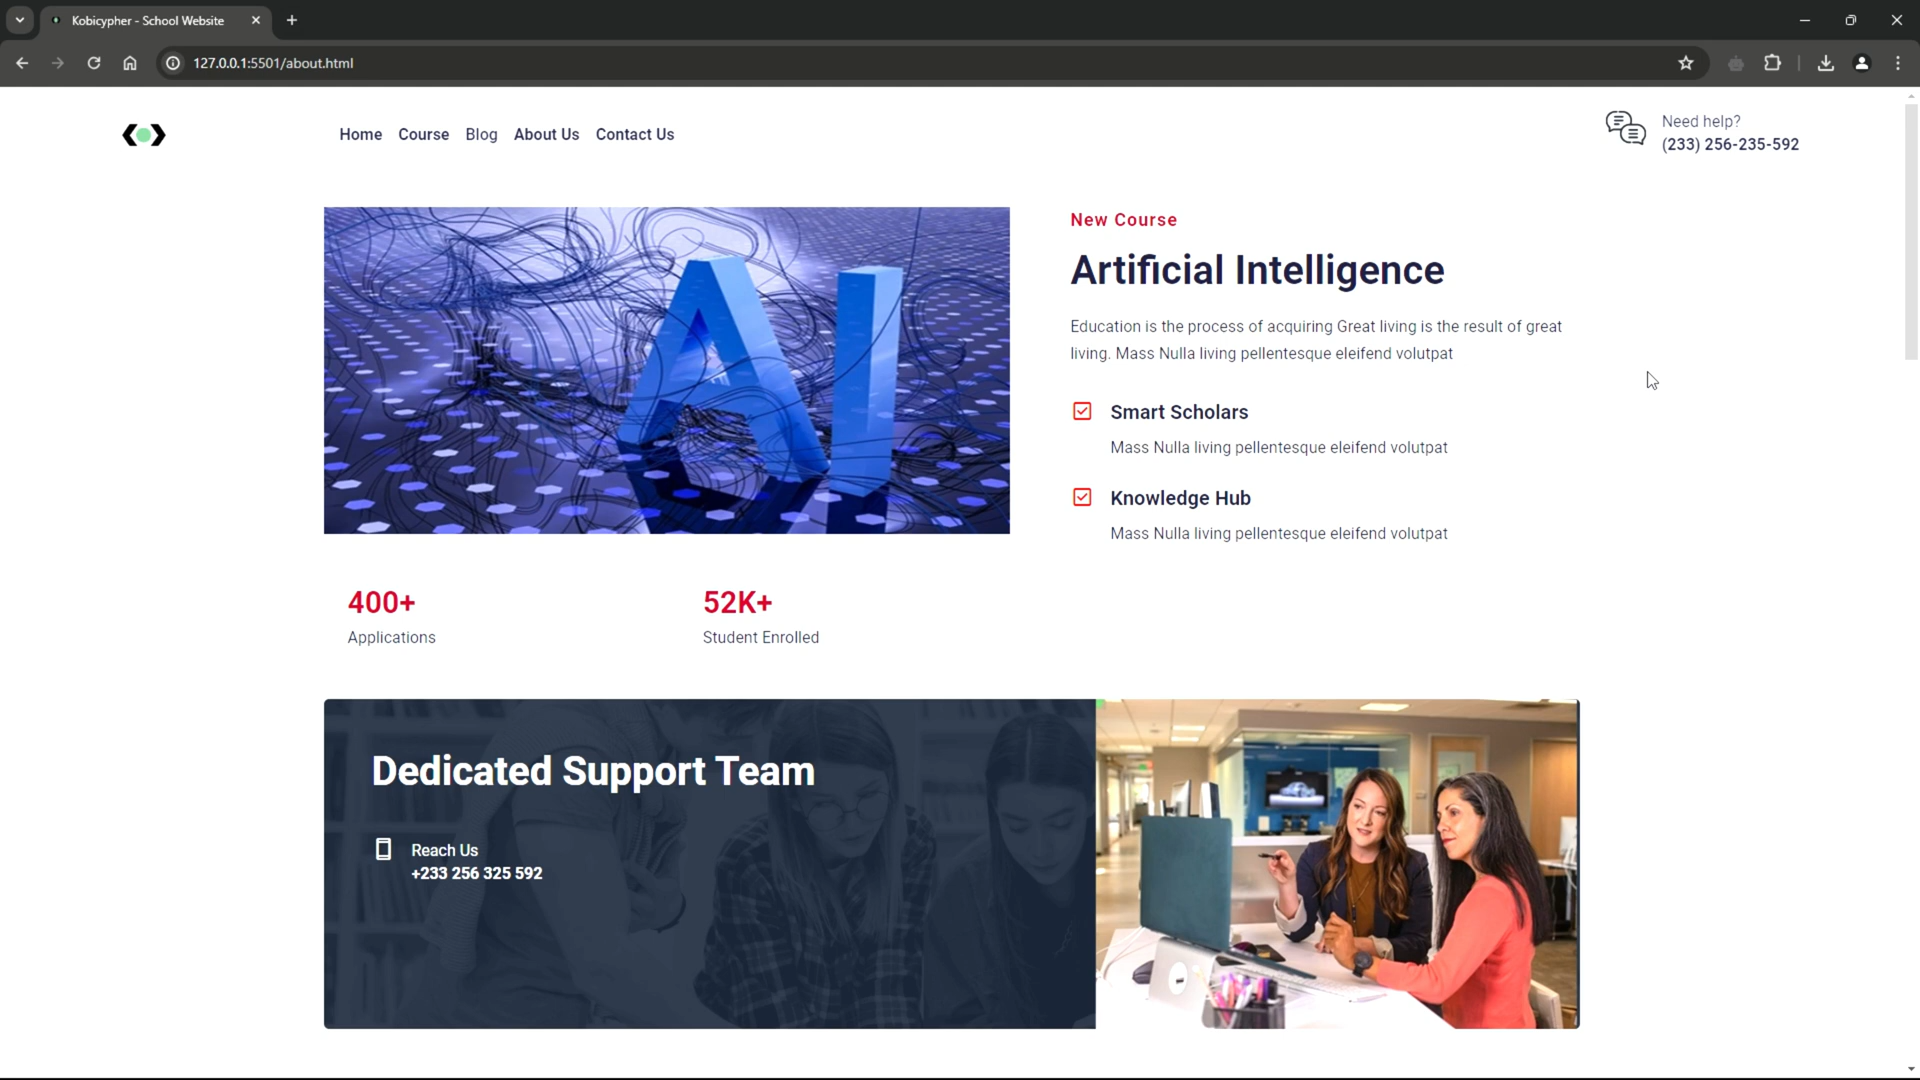 Kobicypher - School Website
127.0.0.1:5501/about.html
Home Course Blog About Us Contact Us
Need help?
(233) 256-235-592
AI
New Course
Artificial Intelligence
Education is the process of acquiring Great living is the result of great
living. Mass Nulla living pellentesque eleifend volutpat
Smart Scholars
Mass Nulla living pellentesque eleifend volutpat
Knowledge Hub
Mass Nulla living pellentesque eleifend volutpat
400+
Applications
52K+
Student Enrolled
Dedicated Support Team
Reach Us
+233 256 325 592